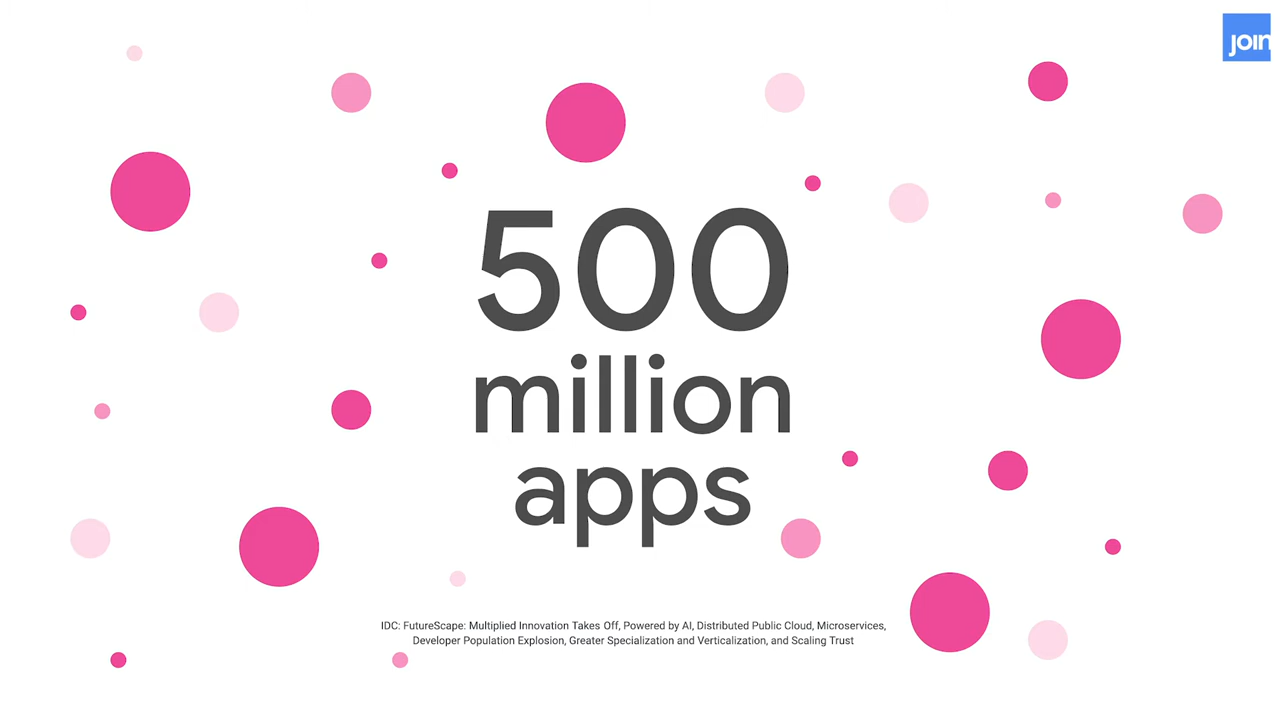 join
500
million
apps
IDC: FutureScape: Multiplied Innovation Takes Off, Powered by AI, Distributed Public Cloud, Microservices,
Developer Population Explosion, Greater Specialization and Verticalization, and Scaling Trust